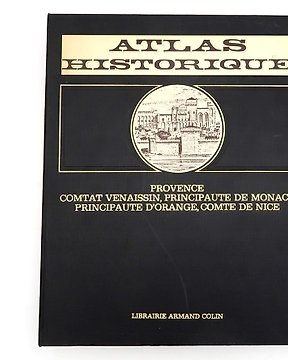 ATLAS
HISTORIQUE
PROVENCE
COMTAT VENAISSIN, PRINCIPAUTE DE MONAC
PRINCIPAUTE D'ORANGE, COMTE DE NICE
LIBRAIRIE ARMAND COLIN